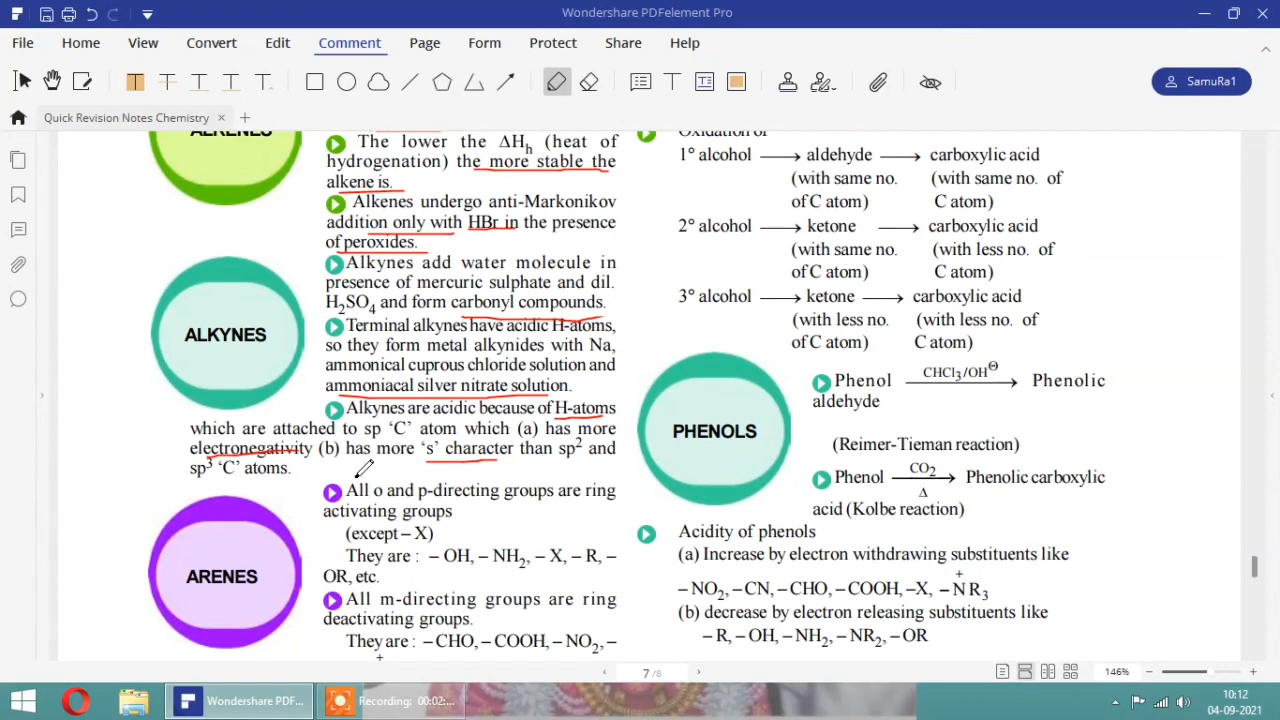 Wondershare PDFelement Pro
File Home View Convert Edit Comment Page Form Protect Share Help
SamuRa1
Quick Revision Notes Chemistry
ALKENES
The lower the ΔHh (heat of
hydrogenation) the more stable the
alkene is.
Alkenes undergo anti-Markonikov
addition only with HBr in the presence
of peroxides.
ALKYNES
Alkynes add water molecule in
presence of mercuric sulphate and dil.
H2SO4 and form carbonyl compounds.
Terminal alkynes have acidic H-atoms,
so they form metal alkynides with Na,
ammonical cuprous chloride solution and
ammoniacal silver nitrate solution.
Alkynes are acidic because of H-atoms
which are attached to sp ‘C’ atom which (a) has more
electronegativity (b) has more ‘s’ character than sp2 and
sp3 ‘C’ atoms.
ARENES
All o and p-directing groups are ring
activating groups
(except – X)
They are : – OH, – NH2, – X, – R, –
OR, etc.
All m-directing groups are ring
deactivating groups.
They are : – CHO, – COOH, – NO2, –
+
Oxidation of
1° alcohol ⟶ aldehyde ⟶ carboxylic acid
(with same no. (with same no. of
of C atom) C atom)
2° alcohol ⟶ ketone ⟶ carboxylic acid
(with same no. (with less no. of
of C atom) C atom)
3° alcohol ⟶ ketone ⟶ carboxylic acid
(with less no. (with less no. of
of C atom) C atom)
PHENOLS
CHCl3/OH⊖
Phenol ⟶ Phenolic
aldehyde
(Reimer-Tieman reaction)
CO2
Phenol ⟶ Phenolic carboxylic
Δ
acid (Kolbe reaction)
Acidity of phenols
(a) Increase by electron withdrawing substituents like
+
– NO2, – CN, – CHO, – COOH, –X, – N R3
(b) decrease by electron releasing substituents like
– R, – OH, – NH2, – NR2, – OR
7 /8
146%
Wondershare PDF...
Recording: 00:02:...
10:12
04-09-2021